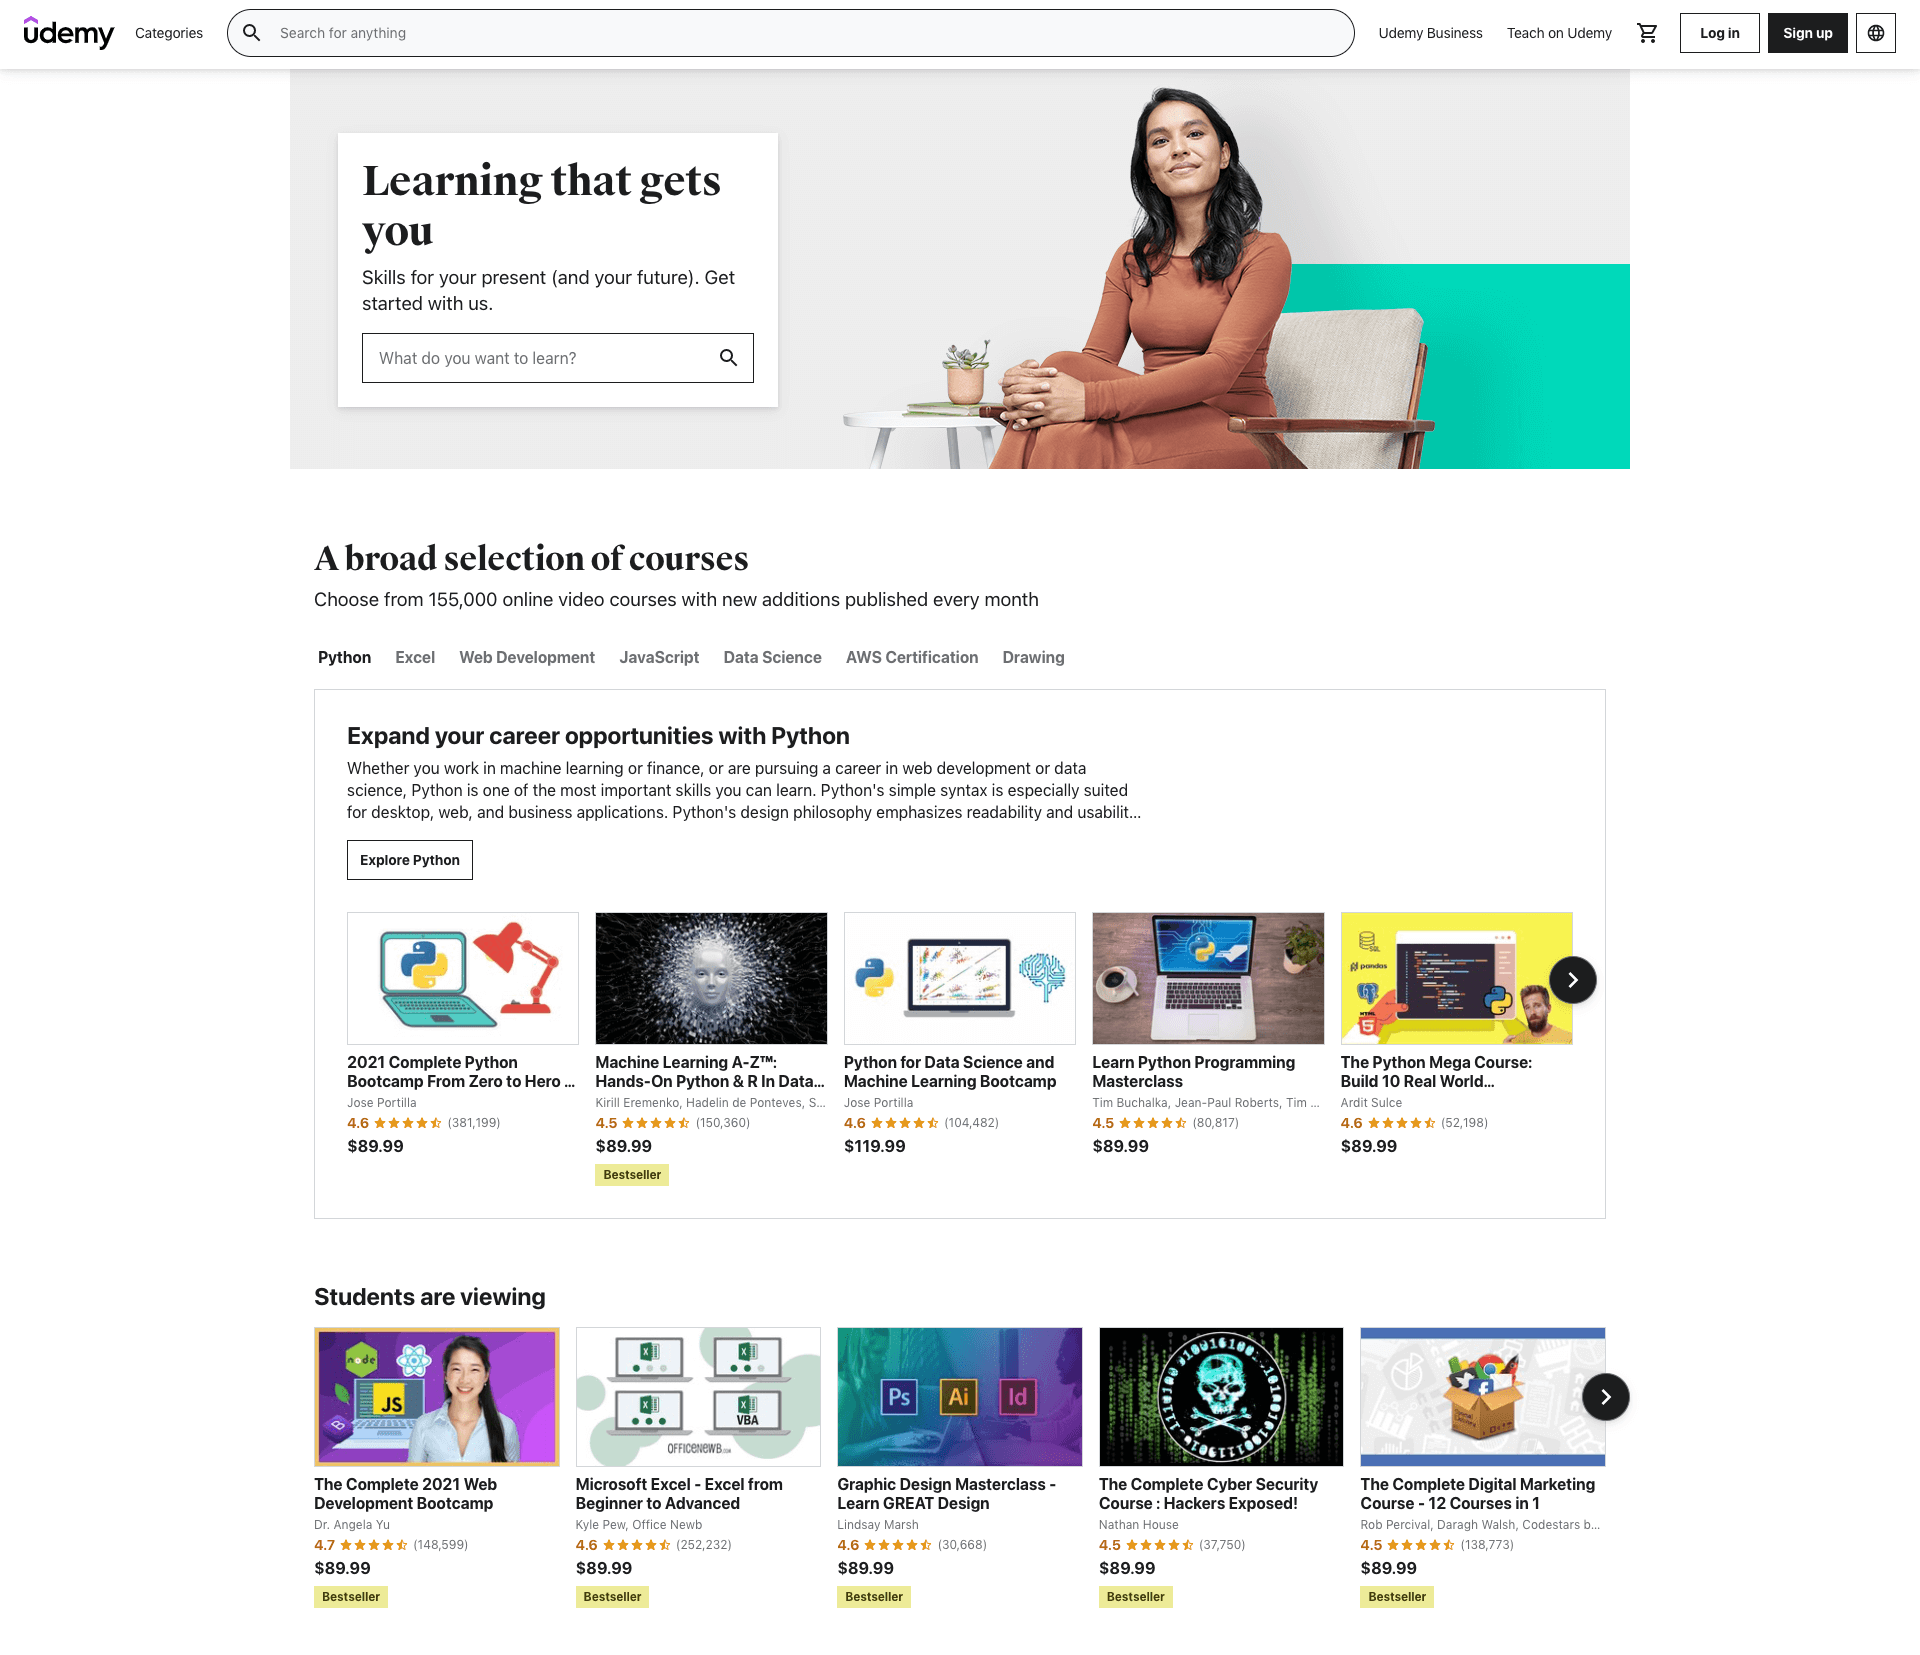 udemy
Categories
Search for anything
Udemy Business
Teach on Udemy
Log in
Sign up
Learning that gets
you
Skills for your present (and your future). Get
started with us.
What do you want to learn?
A broad selection of courses
Choose from 155,000 online video courses with new additions published every month
Python
Excel
Web Development
JavaScript
Data Science
AWS Certification
Drawing
Expand your career opportunities with Python
Whether you work in machine learning or finance, or are pursuing a career in web development or data
science, Python is one of the most important skills you can learn. Python's simple syntax is especially suited
for desktop, web, and business applications. Python's design philosophy emphasizes readability and usabilit...
Explore Python
2021 Complete Python
Bootcamp From Zero to Hero ...
Jose Portilla
4.6 (381,199)
$89.99
Machine Learning A-Z™:
Hands-On Python & R In Data...
Kirill Eremenko, Hadelin de Ponteves, S...
4.5 (150,360)
$89.99
Bestseller
Python for Data Science and
Machine Learning Bootcamp
Jose Portilla
4.6 (104,482)
$119.99
Learn Python Programming
Masterclass
Tim Buchalka, Jean-Paul Roberts, Tim ...
4.5 (80,817)
$89.99
SQL
pandas
HTML
5
The Python Mega Course:
Build 10 Real World...
Ardit Sulce
4.6 (52,198)
$89.99
Students are viewing
node
JS
The Complete 2021 Web
Development Bootcamp
Dr. Angela Yu
4.7 (148,599)
$89.99
Bestseller
VBA
OFFICENEWB.com
Microsoft Excel - Excel from
Beginner to Advanced
Kyle Pew, Office Newb
4.6 (252,232)
$89.99
Bestseller
Ps
Ai
Id
Graphic Design Masterclass -
Learn GREAT Design
Lindsay Marsh
4.6 (30,668)
$89.99
Bestseller
The Complete Cyber Security
Course : Hackers Exposed!
Nathan House
4.5 (37,750)
$89.99
Bestseller
The Complete Digital Marketing
Course - 12 Courses in 1
Rob Percival, Daragh Walsh, Codestars b...
4.5 (138,773)
$89.99
Bestseller